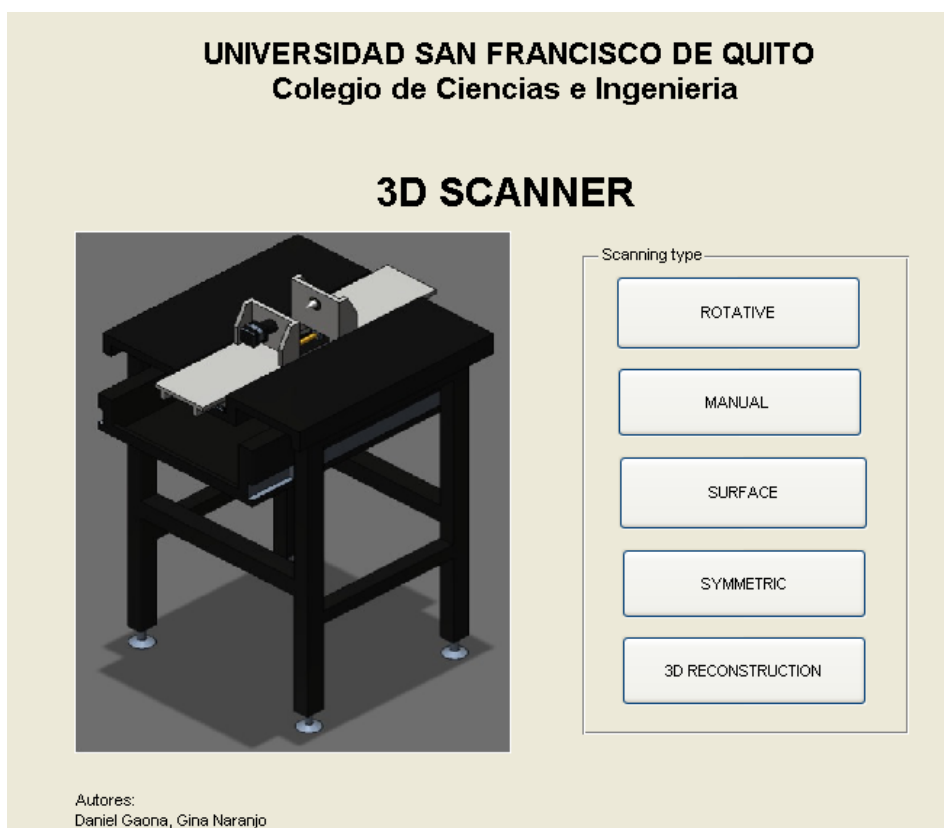 UNIVERSIDAD SAN FRANCISCO DE QUITO
Colegio de Ciencias e Ingenieria
3D SCANNER
Scanning type
ROTATIVE
MANUAL
SURFACE
SYMMETRIC
3D RECONSTRUCTION
Autores:
Daniel Gaona, Gina Naranjo